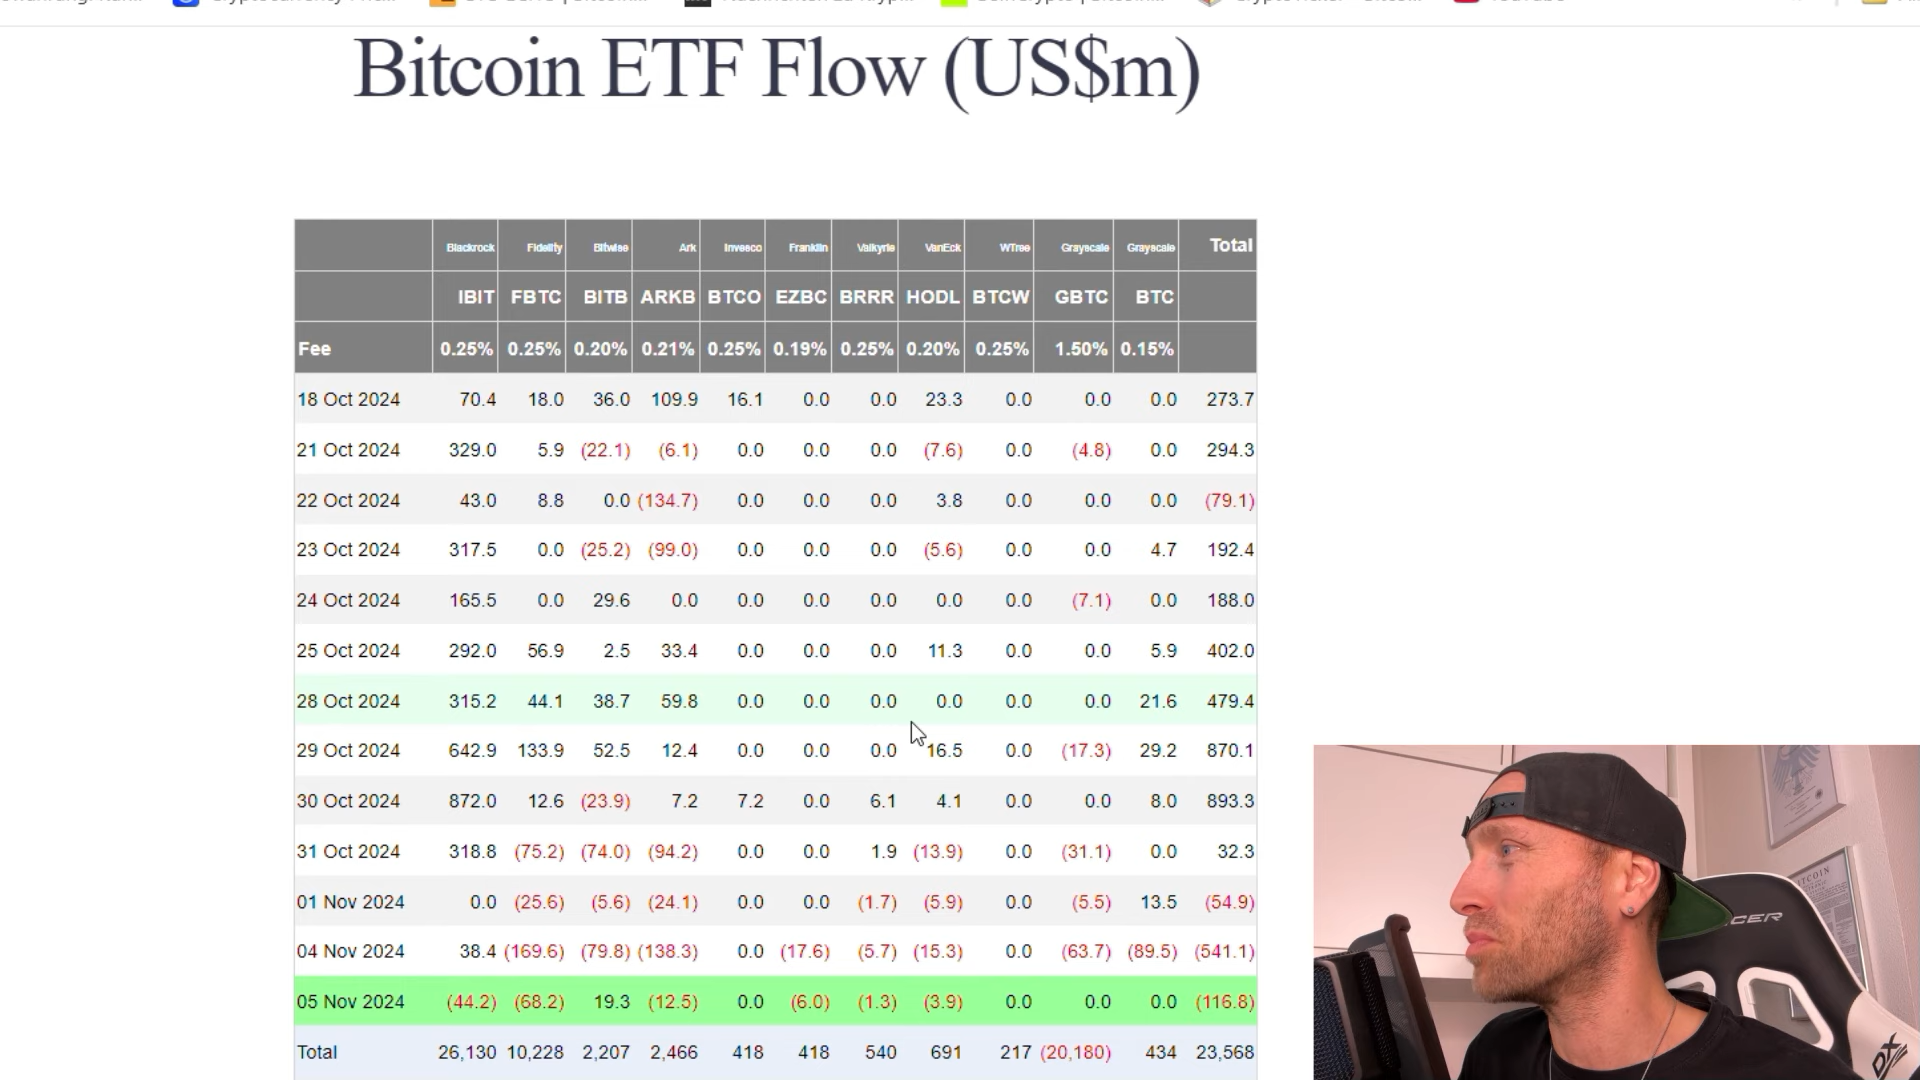 YouTube
Bitcoin ETF Flow (US$m)
Blackrock Fidelity Bitwise Ark Invesco Franklin Valkyrie VanEck WTree Grayscale Grayscale Total
IBIT FBTC BITB ARKB BTCO EZBC BRRR HODL BTCW GBTC BTC
Fee 0.25% 0.25% 0.20% 0.21% 0.25% 0.19% 0.25% 0.20% 0.25% 1.50% 0.15%
18 Oct 2024 70.4 18.0 36.0 109.9 16.1 0.0 0.0 23.3 0.0 0.0 0.0 273.7
21 Oct 2024 329.0 5.9 (22.1) (6.1) 0.0 0.0 0.0 (7.6) 0.0 (4.8) 0.0 294.3
22 Oct 2024 43.0 8.8 0.0 (134.7) 0.0 0.0 0.0 3.8 0.0 0.0 0.0 (79.1)
23 Oct 2024 317.5 0.0 (25.2) (99.0) 0.0 0.0 0.0 (5.6) 0.0 0.0 4.7 192.4
24 Oct 2024 165.5 0.0 29.6 0.0 0.0 0.0 0.0 0.0 0.0 (7.1) 0.0 188.0
25 Oct 2024 292.0 56.9 2.5 33.4 0.0 0.0 0.0 11.3 0.0 0.0 5.9 402.0
28 Oct 2024 315.2 44.1 38.7 59.8 0.0 0.0 0.0 0.0 0.0 0.0 21.6 479.4
29 Oct 2024 642.9 133.9 52.5 12.4 0.0 0.0 0.0 16.5 0.0 (17.3) 29.2 870.1
30 Oct 2024 872.0 12.6 (23.9) 7.2 7.2 0.0 6.1 4.1 0.0 0.0 8.0 893.3
31 Oct 2024 318.8 (75.2) (74.0) (94.2) 0.0 0.0 1.9 (13.9) 0.0 (31.1) 0.0 32.3
01 Nov 2024 0.0 (25.6) (5.6) (24.1) 0.0 0.0 (1.7) (5.9) 0.0 (5.5) 13.5 (54.9)
04 Nov 2024 38.4 (169.6) (79.8) (138.3) 0.0 (17.6) (5.7) (15.3) 0.0 (63.7) (89.5) (541.1)
05 Nov 2024 (44.2) (68.2) 19.3 (12.5) 0.0 (6.0) (1.3) (3.9) 0.0 0.0 0.0 (116.8)
Total 26,130 10,228 2,207 2,466 418 418 540 691 217 (20,180) 434 23,568